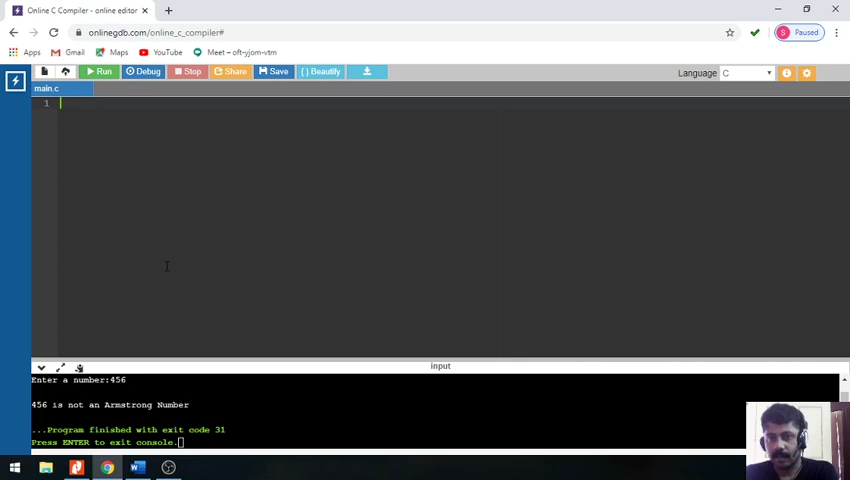 Online C Compiler - online editor
onlinegdb.com/online_c_compiler#
S Paused
Apps Gmail Maps YouTube Meet – oft-yjom-vtm
Run Debug Stop Share Save { } Beautify
Language C
main.c
1
input
Enter a number:456
456 is not an Armstrong Number
...Program finished with exit code 31
Press ENTER to exit console.